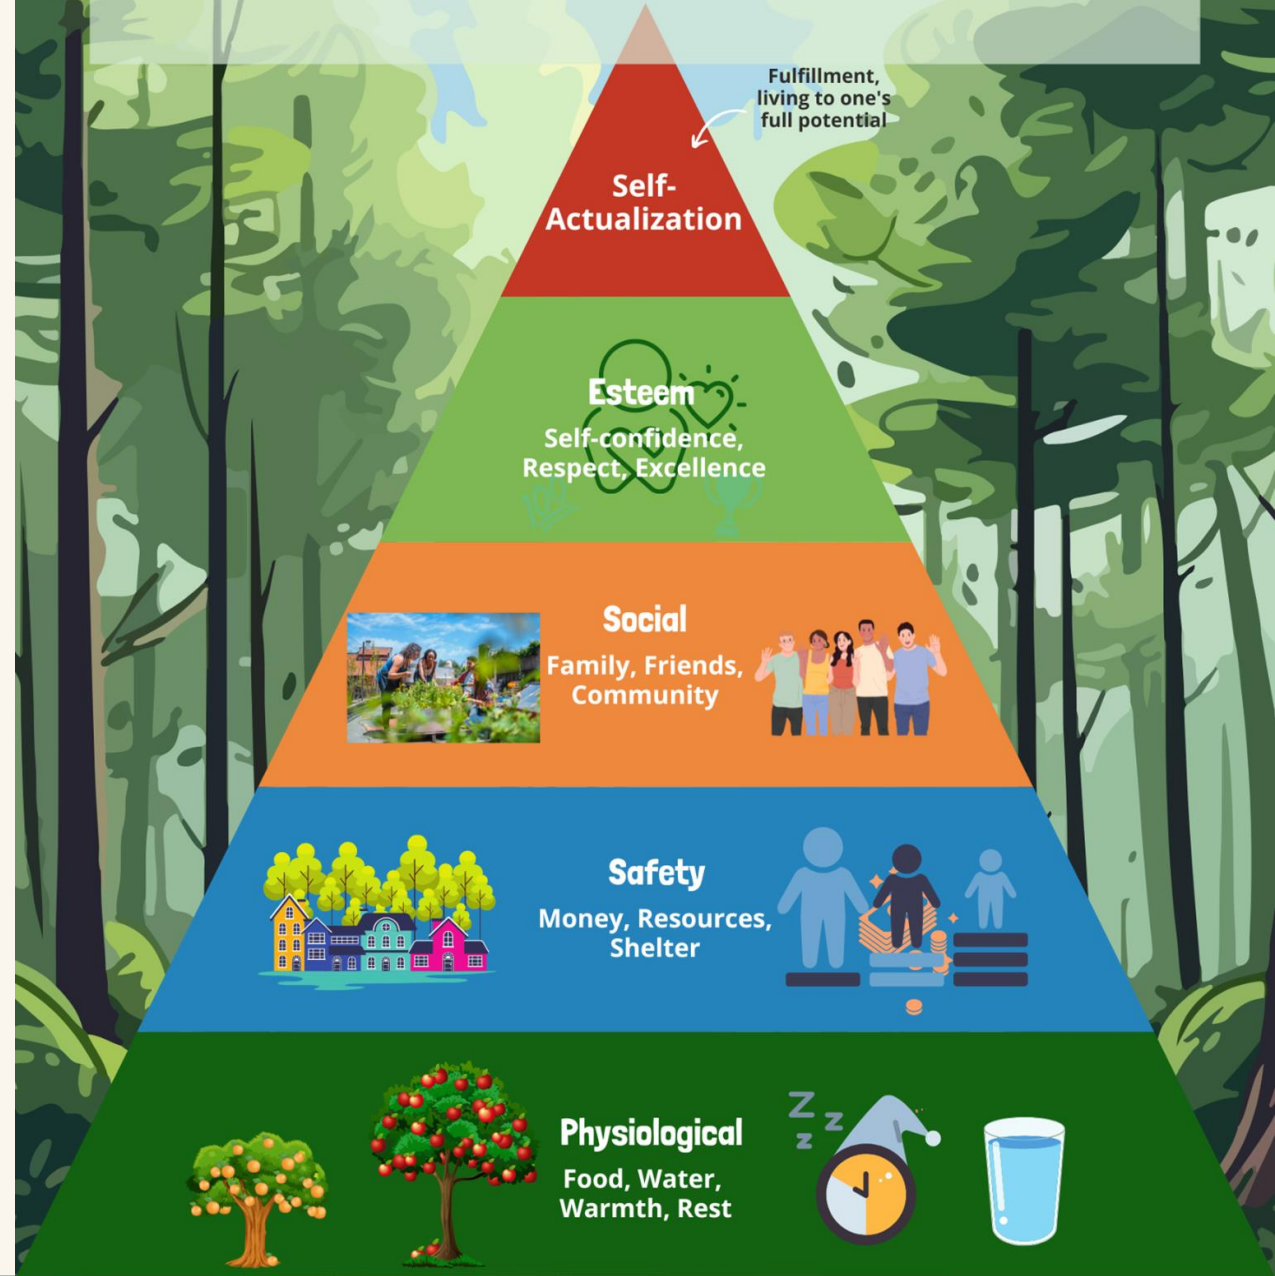 Fulfillment,
living to one's
full potential
Self-
Actualization
Esteem
Self-confidence,
Respect, Excellence
Social
Family, Friends,
Community
Safety
Money, Resources,
Shelter
Physiological
Food, Water,
Warmth, Rest
Z z
z